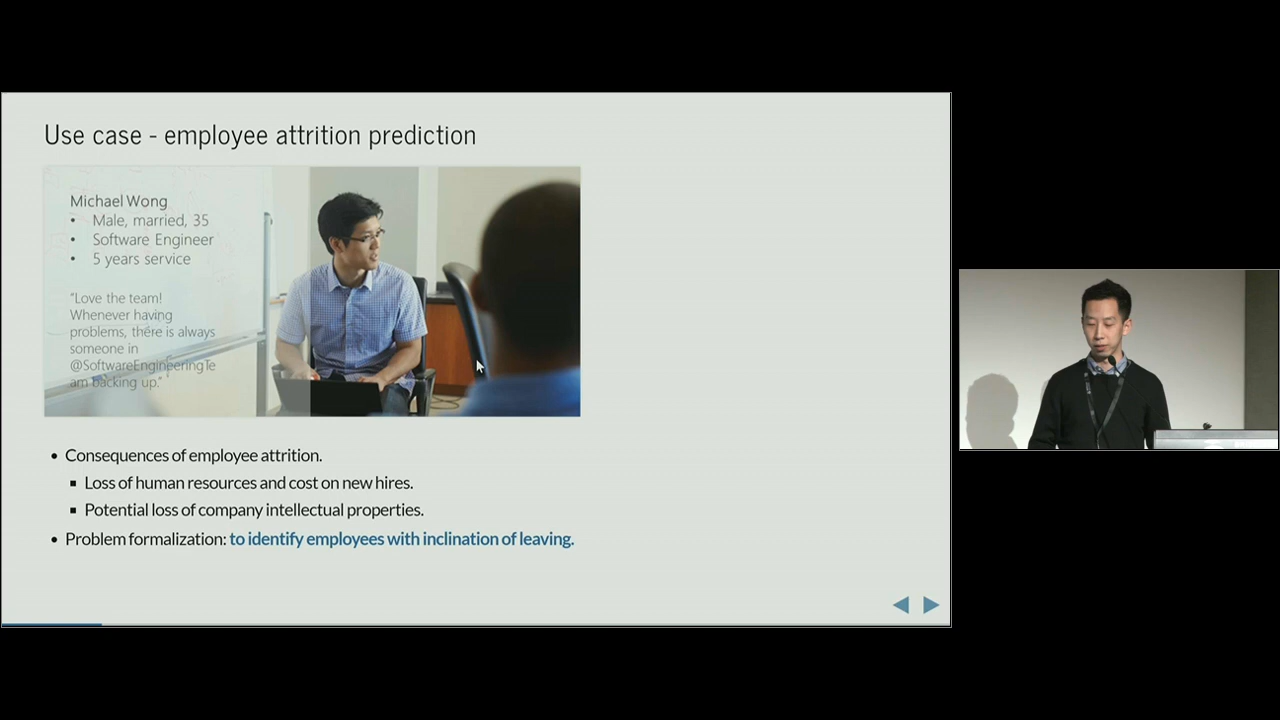 Use case - employee attrition prediction
Michael Wong
• Male, married, 35
• Software Engineer
• 5 years service
"Love the team!
Whenever having
problems, there is always
someone in
@SoftwareEngineeringTe
am backing up."
• Consequences of employee attrition.
▪ Loss of human resources and cost on new hires.
▪ Potential loss of company intellectual properties.
• Problem formalization: to identify employees with inclination of leaving.